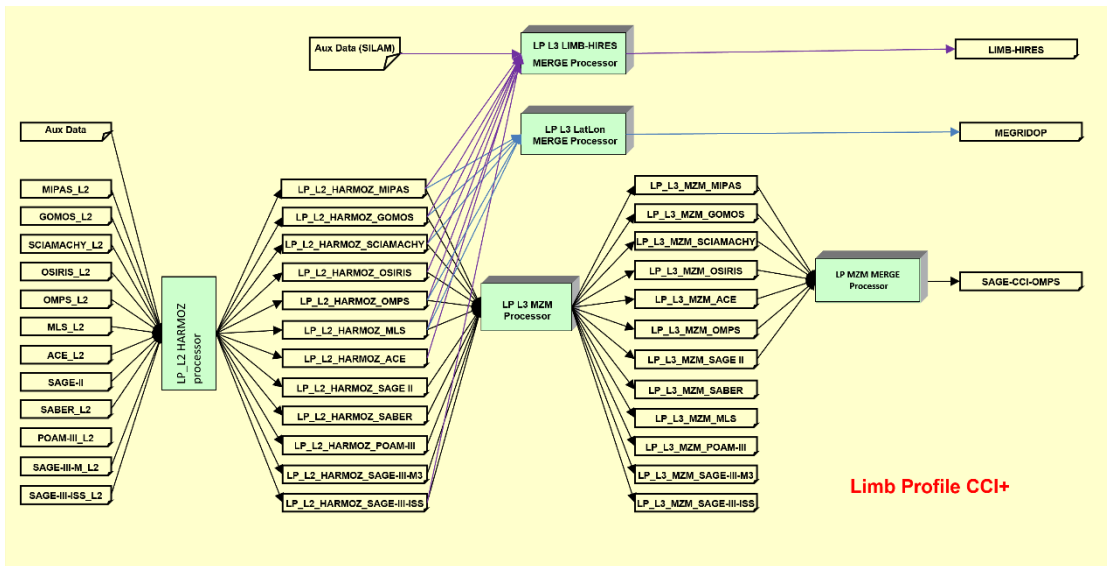 Aux Data (SILAM)
LP L3 LIMB-HIRES
MERGE Processor
LIMB-HIRES
Aux Data
LP L3 LatLon
MERGE Processor
MEGRIDOP
MIPAS_L2
GOMOS_L2
SCIAMACHY_L2
OSIRIS_L2
OMPS_L2
MLS_L2
ACE_L2
SAGE-II
SABER_L2
POAM-III_L2
SAGE-III-M_L2
SAGE-III-ISS_L2
LP_L2 HARMOZ
processor
LP_L2_HARMOZ_MIPAS
LP_L2_HARMOZ_GOMOS
LP_L2_HARMOZ_SCIAMACHY
LP_L2_HARMOZ_OSIRIS
LP_L2_HARMOZ_OMPS
LP_L2_HARMOZ_MLS
LP_L2_HARMOZ_ACE
LP_L2_HARMOZ_SAGE II
LP_L2_HARMOZ_SABER
LP_L2_HARMOZ_POAM-III
LP_L2_HARMOZ_SAGE-III-M3
LP_L2_HARMOZ_SAGE-III-ISS
LP L3 MZM
Processor
LP_L3_MZM_MIPAS
LP_L3_MZM_GOMOS
LP_L3_MZM_SCIAMACHY
LP_L3_MZM_OSIRIS
LP_L3_MZM_ACE
LP_L3_MZM_OMPS
LP_L3_MZM_SAGE II
LP_L3_MZM_SABER
LP_L3_MZM_MLS
LP_L3_MZM_POAM-III
LP_L3_MZM_SAGE-III-M3
LP_L3_MZM_SAGE-III-ISS
LP MZM MERGE
Processor
SAGE-CCI-OMPS
Limb Profile CCI+